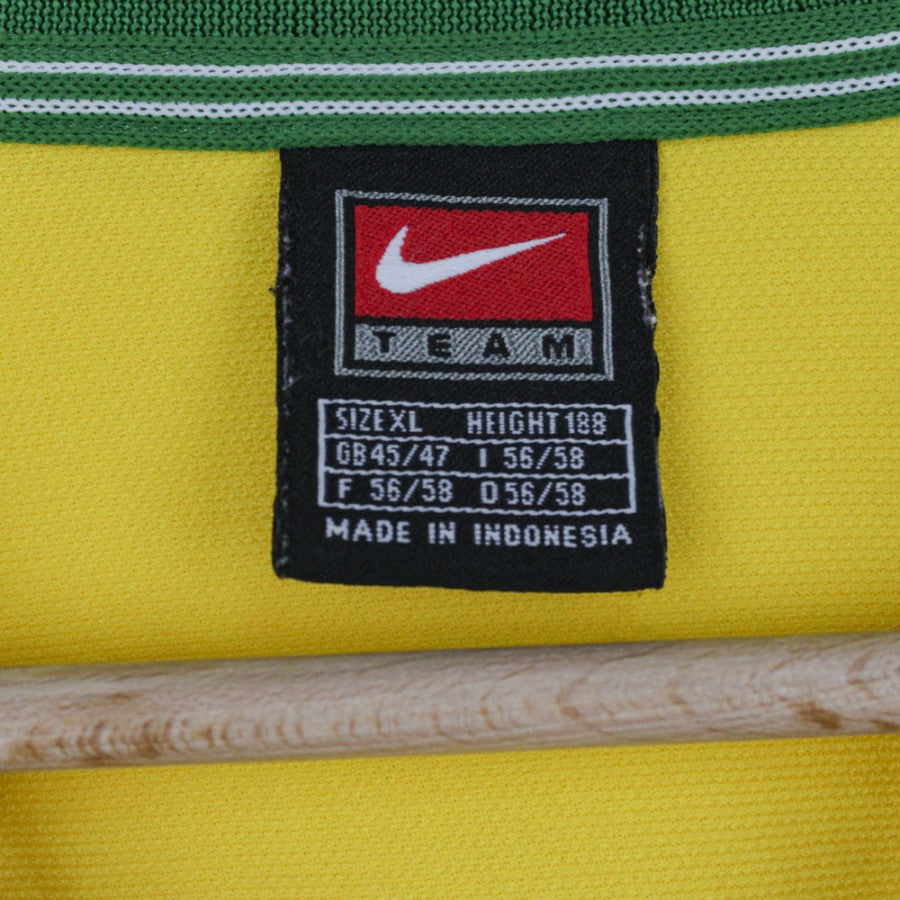 TEAM
SIZE XL HEIGHT 188
GB 45/47 I 56/58
F 56/58 D 56/58
MADE IN INDONESIA